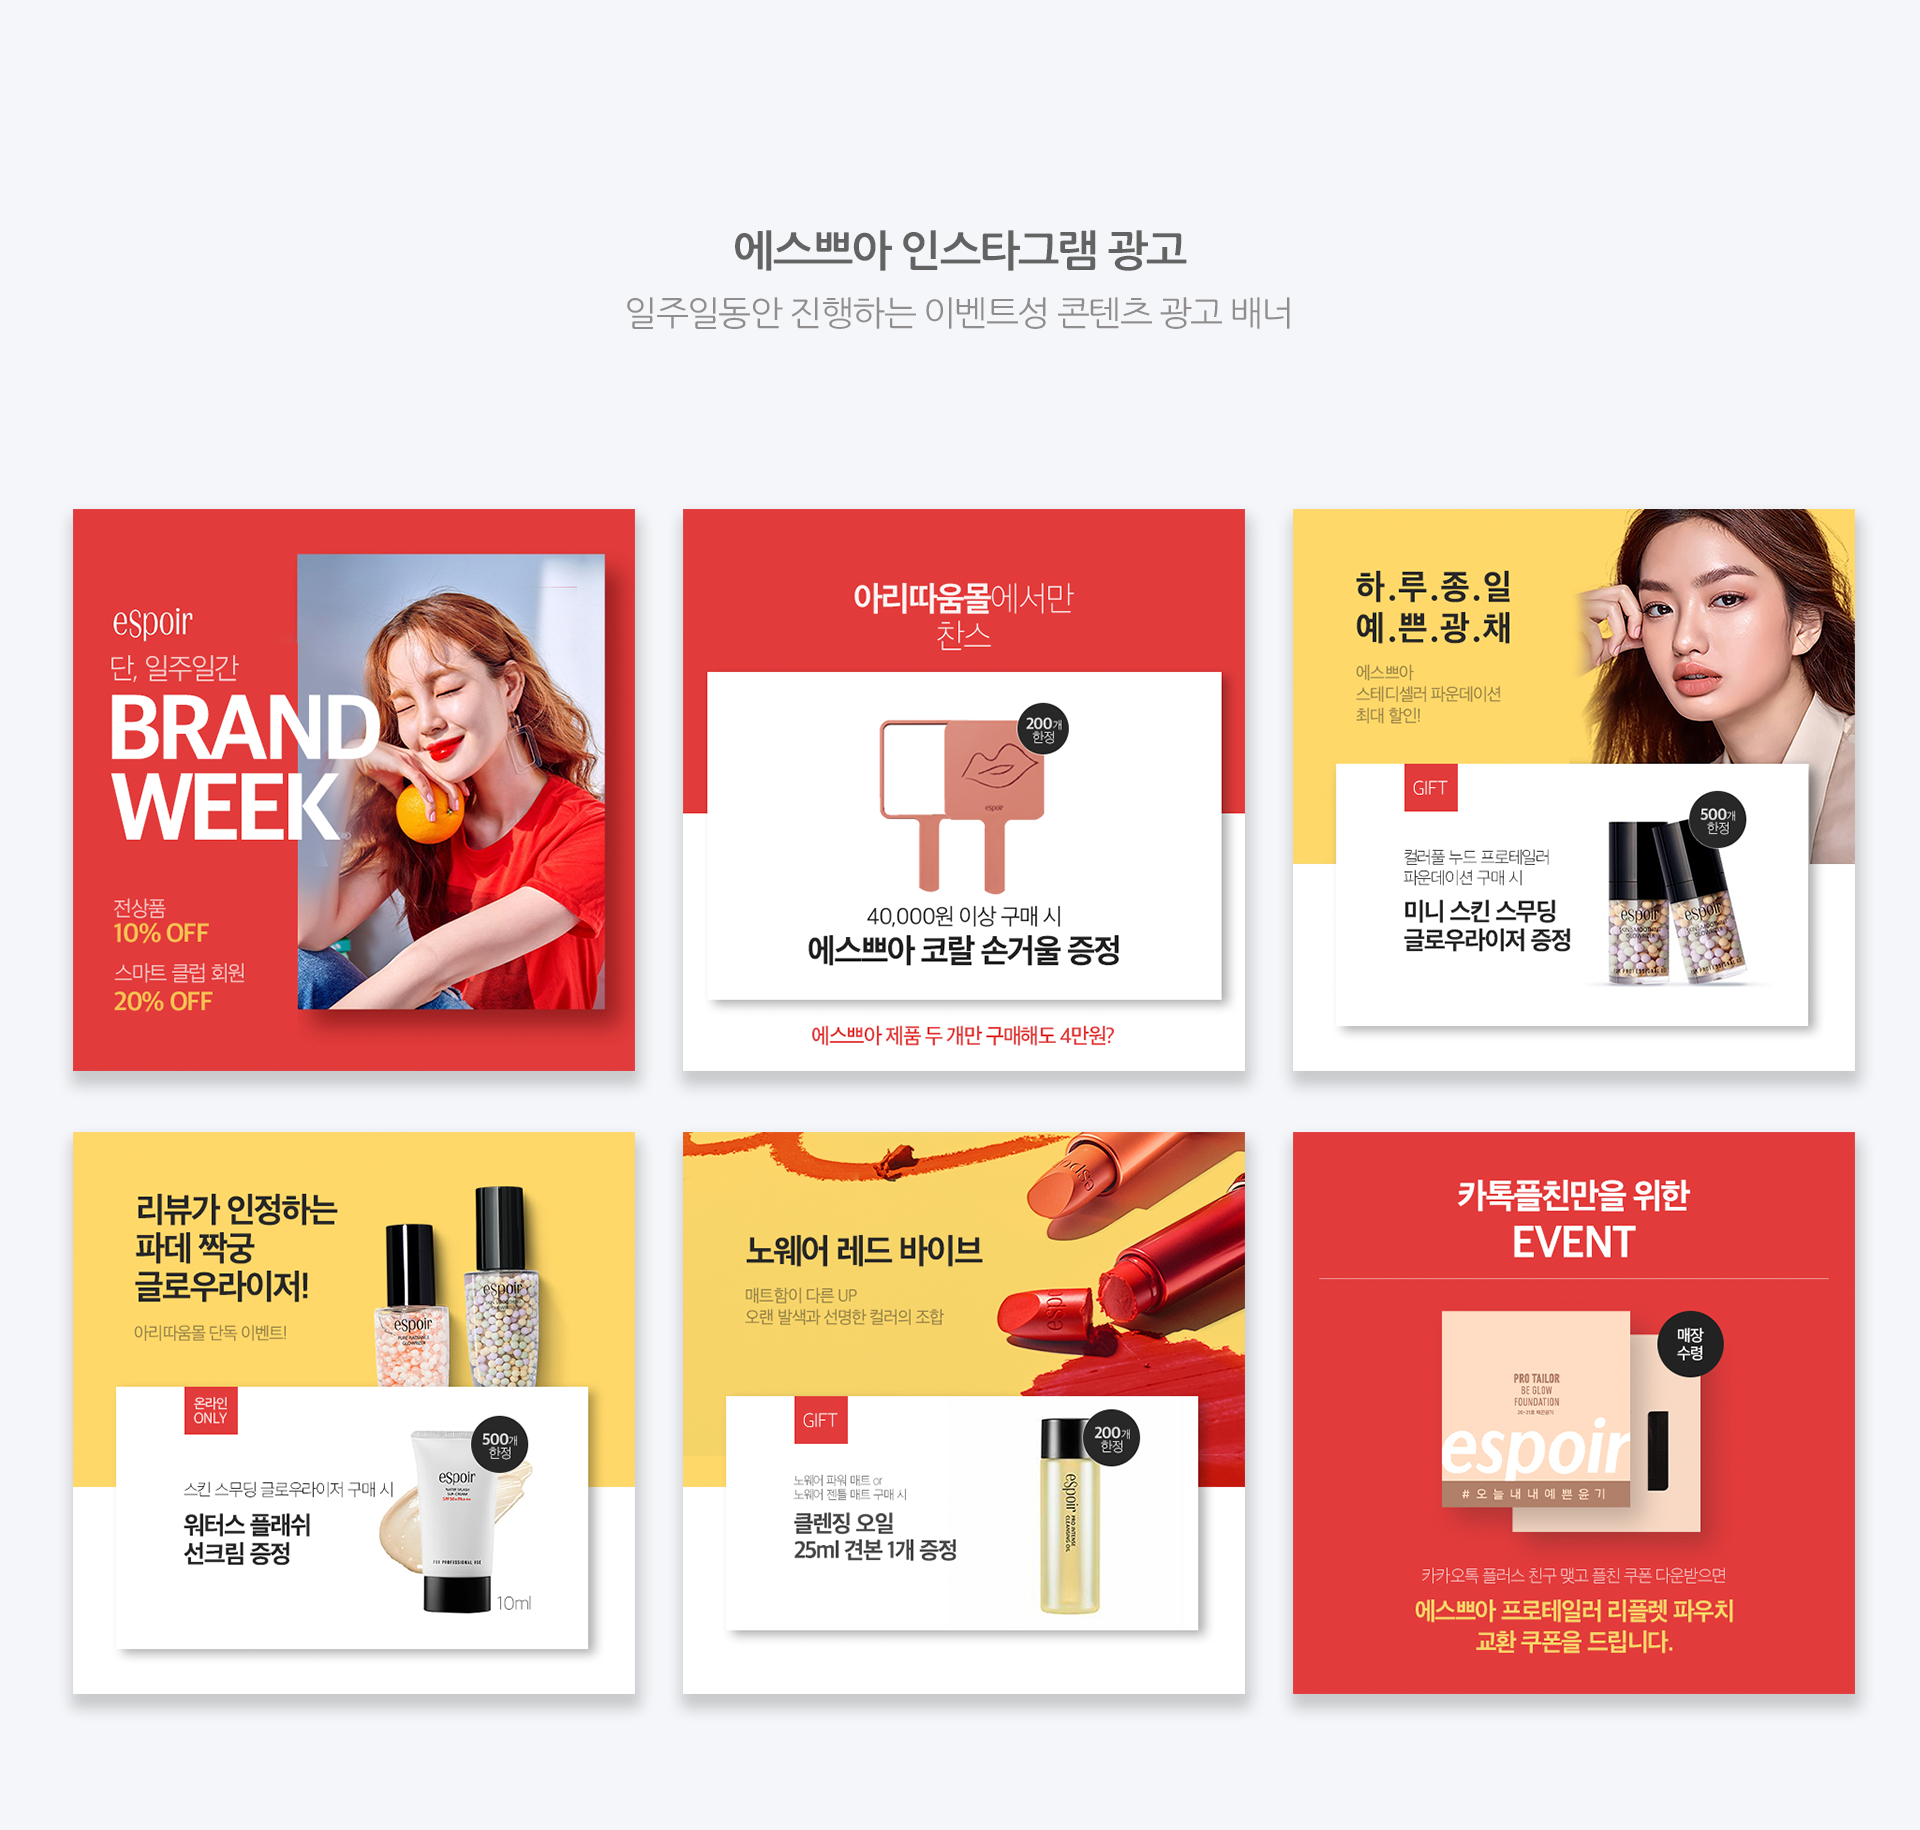 에스쁘아 인스타그램 광고
일주일동안 진행하는 이벤트성 콘텐츠 광고 배너
eSpoir
단, 일주일간
BRAND
WEEK
전상품
10% OFF
스마트 클럽 회원
20% OFF
아리따움몰에서만
찬스
200개
한정
espoir
40,000원 이상 구매 시
에스쁘아 코랄 손거울 증정
에스쁘아 제품 두 개만 구매해도 4만원?
하.루.종.일
예.쁜.광.채
에스쁘아
스테디셀러 파운데이션
최대 할인!
GIFT
500개
한정
컬러풀 누드 프로테일러
파운데이션 구매 시
미니 스킨 스무딩
글로우라이저 증정
eSpoir
eSpoir
리뷰가 인정하는
파데 짝궁
글로우라이저!
아리따움몰 단독 이벤트!
eSpoir
eSpoir
온라인
ONLY
500개
한정
스킨 스무딩 글로우라이저 구매 시
워터스 플래쉬
선크림 증정
eSpoir
WATER SPLASH
SUN CREAM
FOR PROFESSIONAL USE
10ml
노웨어 레드 바이브
매트함이 다른 UP
오랜 발색과 선명한 컬러의 조합
GIFT
200개
한정
노웨어 파워 매트 or
노웨어 젠틀 매트 구매 시
클렌징 오일
25ml 견본 1개 증정
eSpoir
PRO INTENSE
CLEANSING OIL
카톡플친만을 위한
EVENT
매장
수령
PRO TAILOR
BE GLOW
FOUNDATION
espoir
# 오늘내내예쁜윤기
카카오톡 플러스 친구 맺고 플친 쿠폰 다운받으면
에스쁘아 프로테일러 리플렛 파우치
교환 쿠폰을 드립니다.